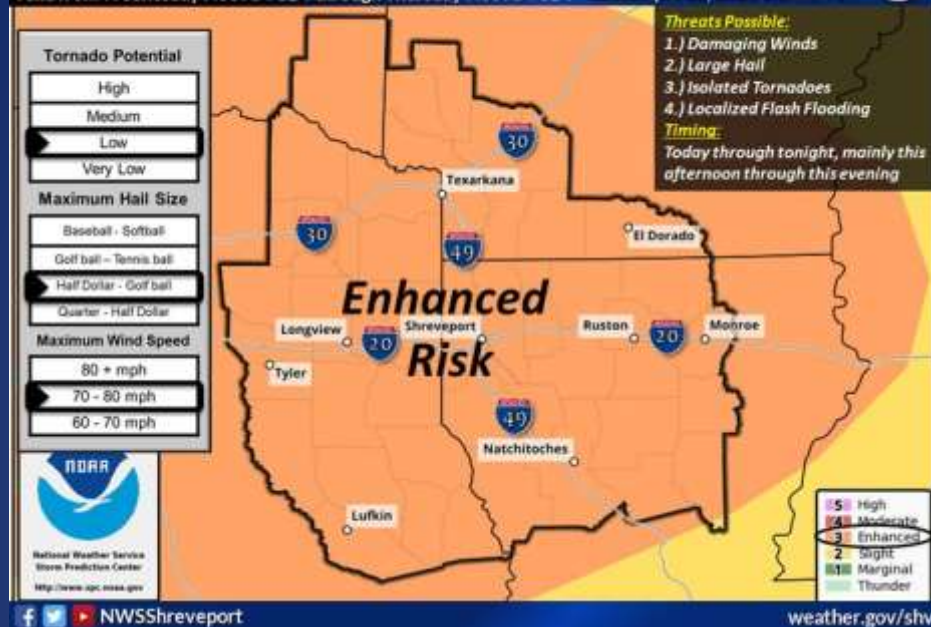 Tornado Potential
High
Medium
Low
Very Low
Maximum Hail Size
Baseball - Softball
Golf ball - Tennis ball
Half Dollar - Golf ball
Quarter - Half Dollar
Maximum Wind Speed
80 + mph
70 - 80 mph
60 - 70 mph
NOAA
National Weather Service
Storm Prediction Center
http://www.spc.noaa.gov
Threats Possible:
1.) Damaging Winds
2.) Large Hail
3.) Isolated Tornadoes
4.) Localized Flash Flooding
Timing:
Today through tonight, mainly this
afternoon through this evening
30
Texarkana
30
49
El Dorado
Enhanced
Longview
20
Shreveport
Ruston
20
Monroe
Risk
Tyler
49
Natchitoches
Lufkin
5 High
4 Moderate
3 Enhanced
2 Slight
1 Marginal
Thunder
NWSShreveport
weather.gov/shv